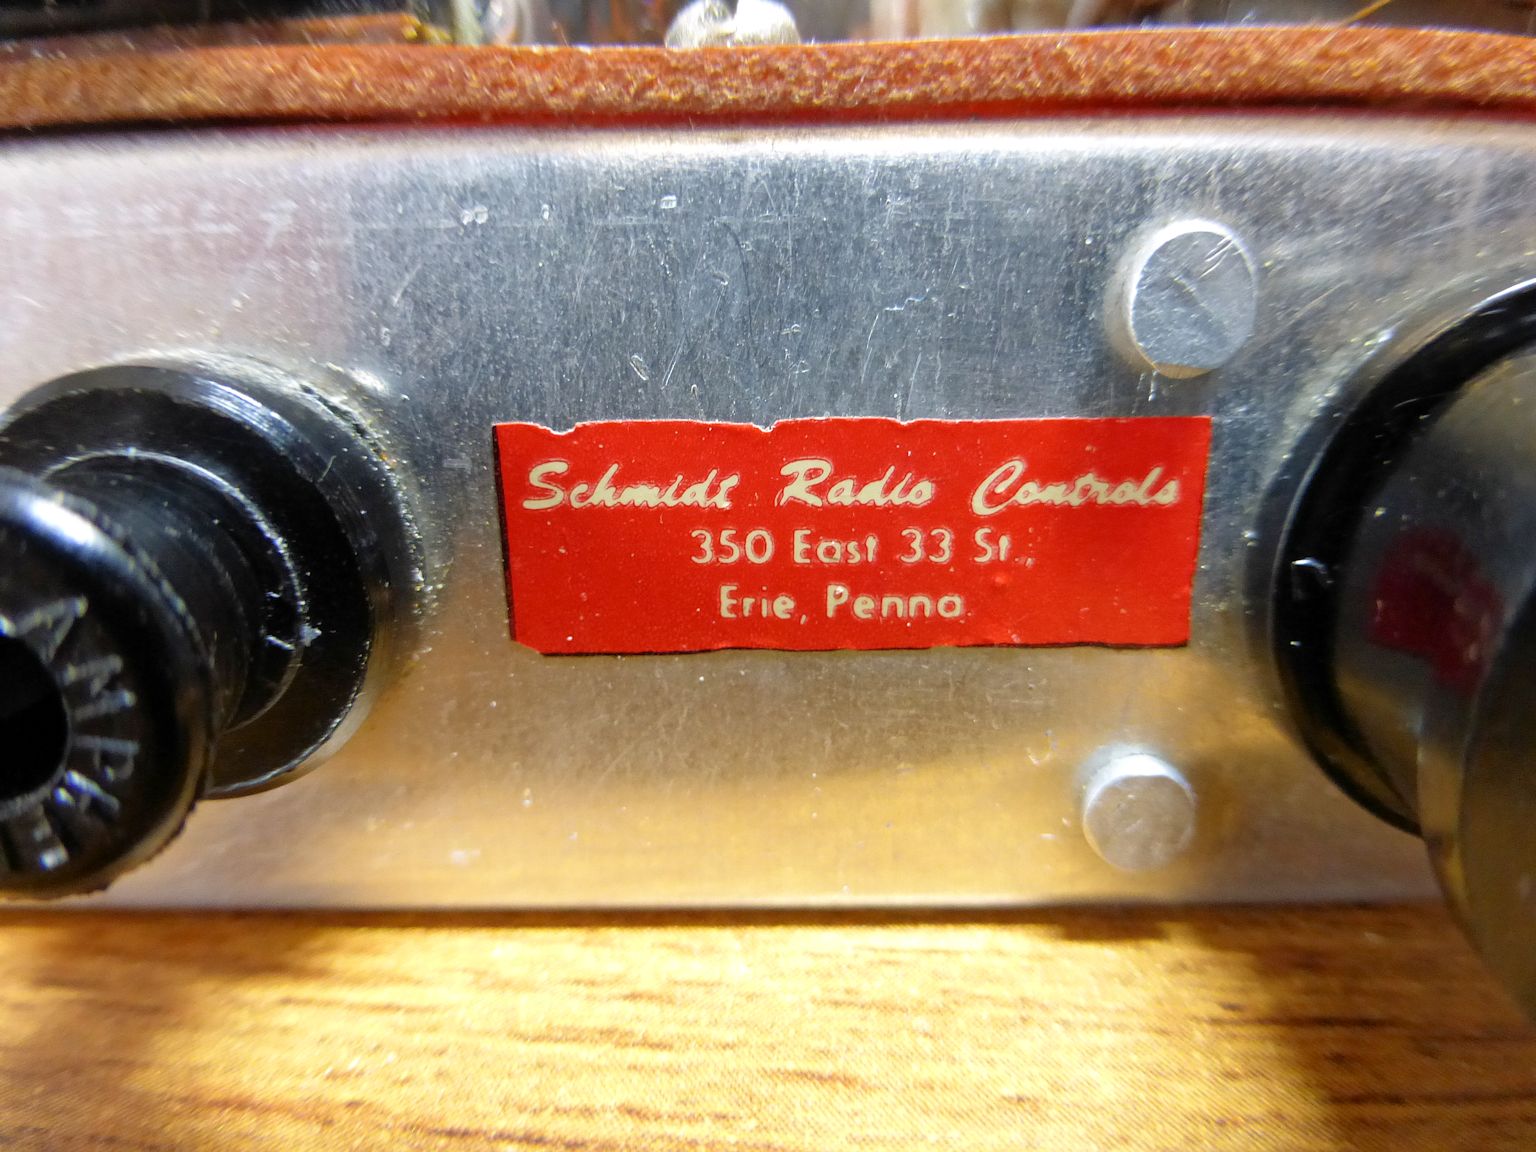 Schmidt Radio Controls
350 East 33 St.,
Erie, Penna.